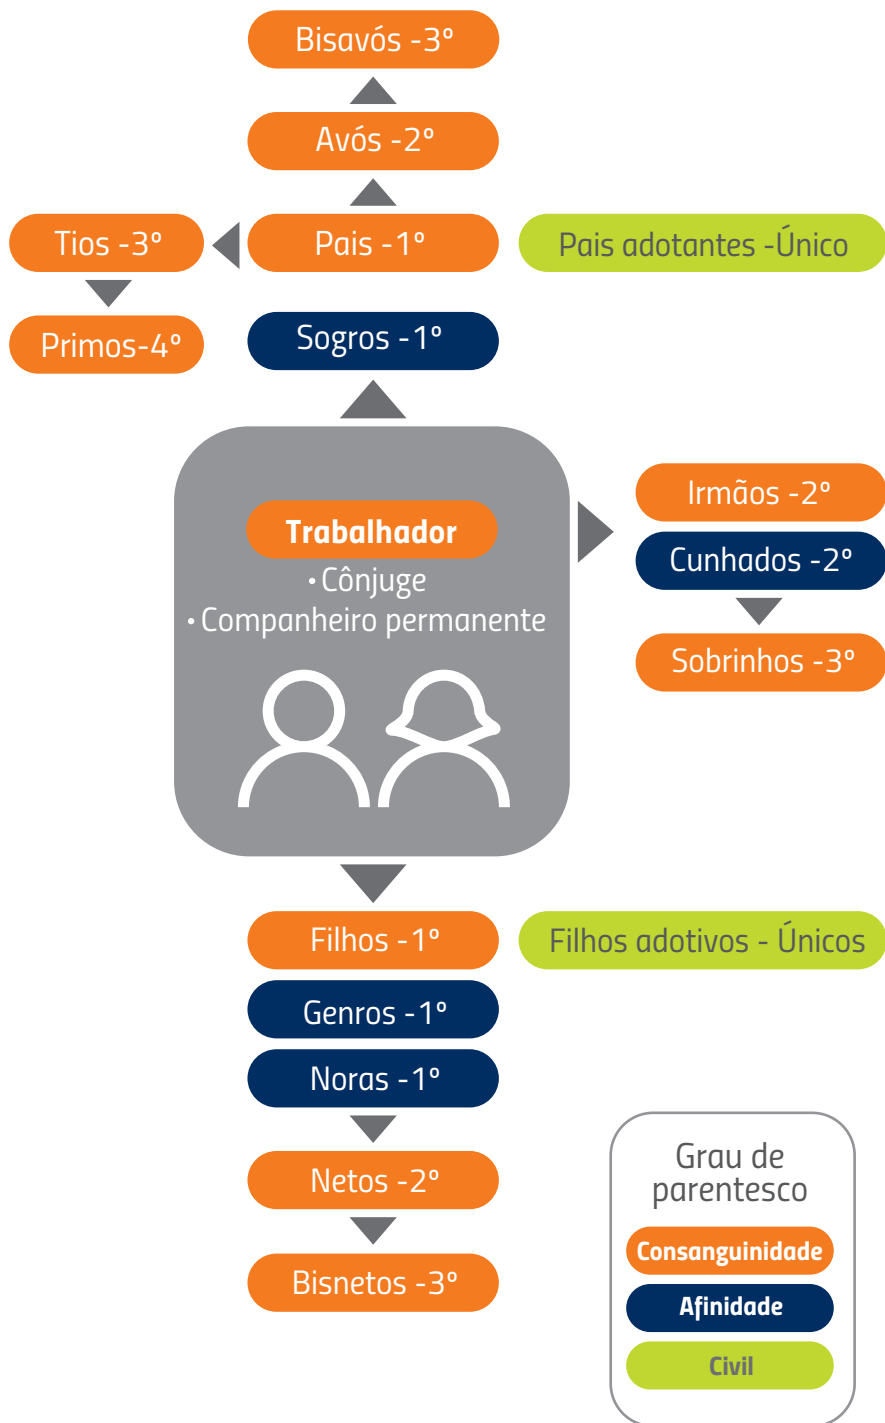 Bisavós -3º
Avós -2º
Tios -3º
Pais -1º
Pais adotantes -Único
Primos-4º
Sogros -1º
Trabalhador
• Cônjuge
• Companheiro permanente
Irmãos -2º
Cunhados -2º
Sobrinhos -3º
Filhos -1º
Filhos adotivos - Únicos
Genros -1º
Noras -1º
Netos -2º
Bisnetos -3º
Grau de
parentesco
Consanguinidade
Afinidade
Civil